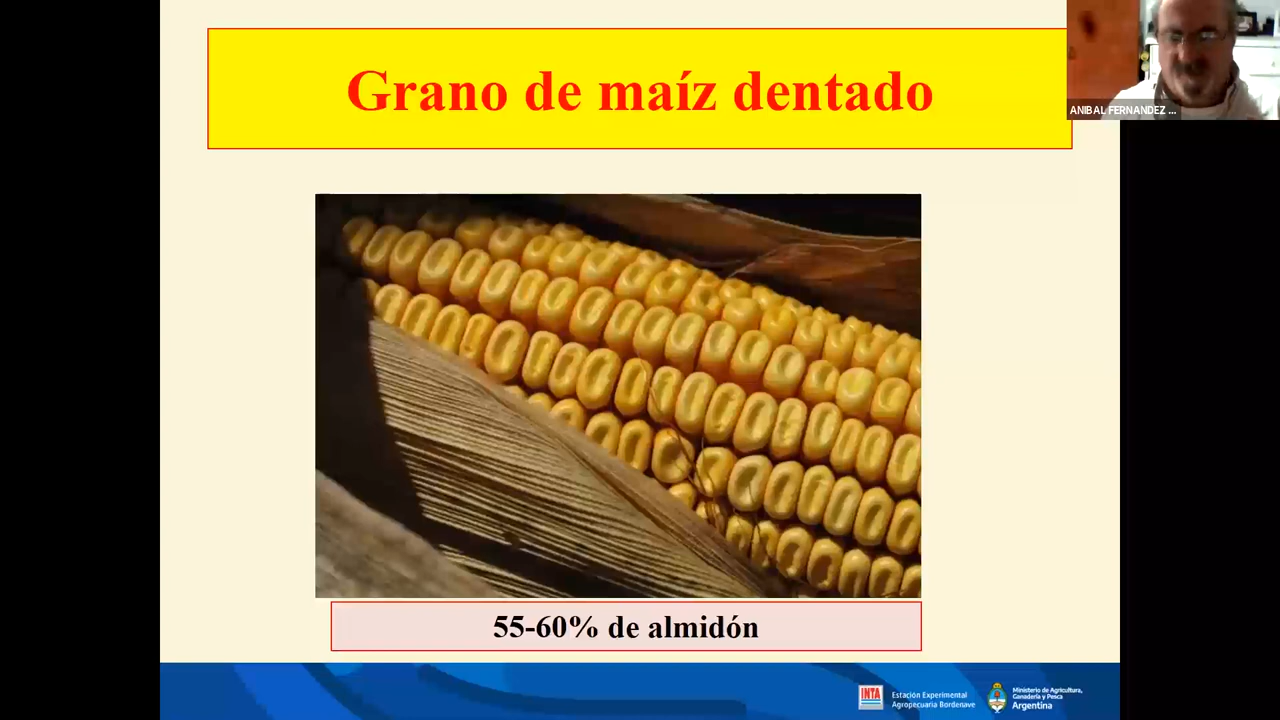 Grano de maíz dentado
ANIBAL FERNANDEZ ...
55-60% de almidón
INTA
Estación Experimental
Agropecuaria Bordenave
Ministerio de Agricultura,
Ganadería y Pesca
Argentina